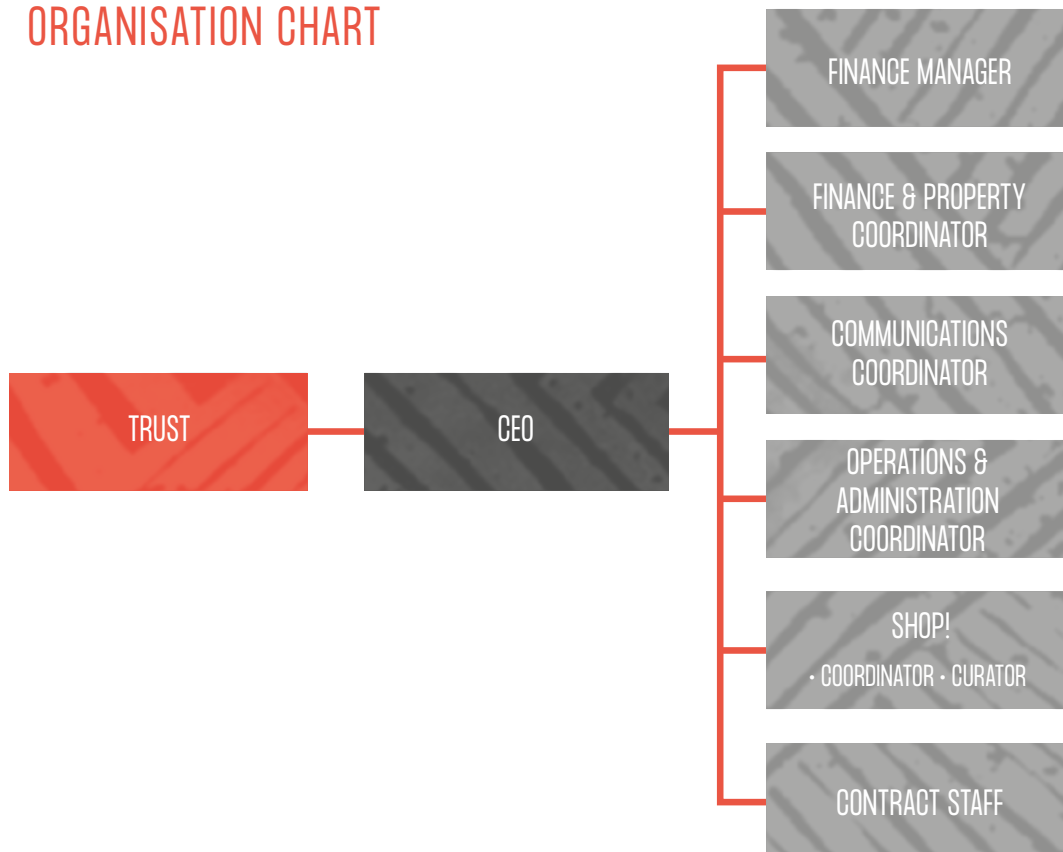 ORGANISATION CHART
FINANCE MANAGER
FINANCE & PROPERTY
COORDINATOR
COMMUNICATIONS
COORDINATOR
TRUST
CEO
OPERATIONS &
ADMINISTRATION
COORDINATOR
SHOP!
• COORDINATOR • CURATOR
CONTRACT STAFF